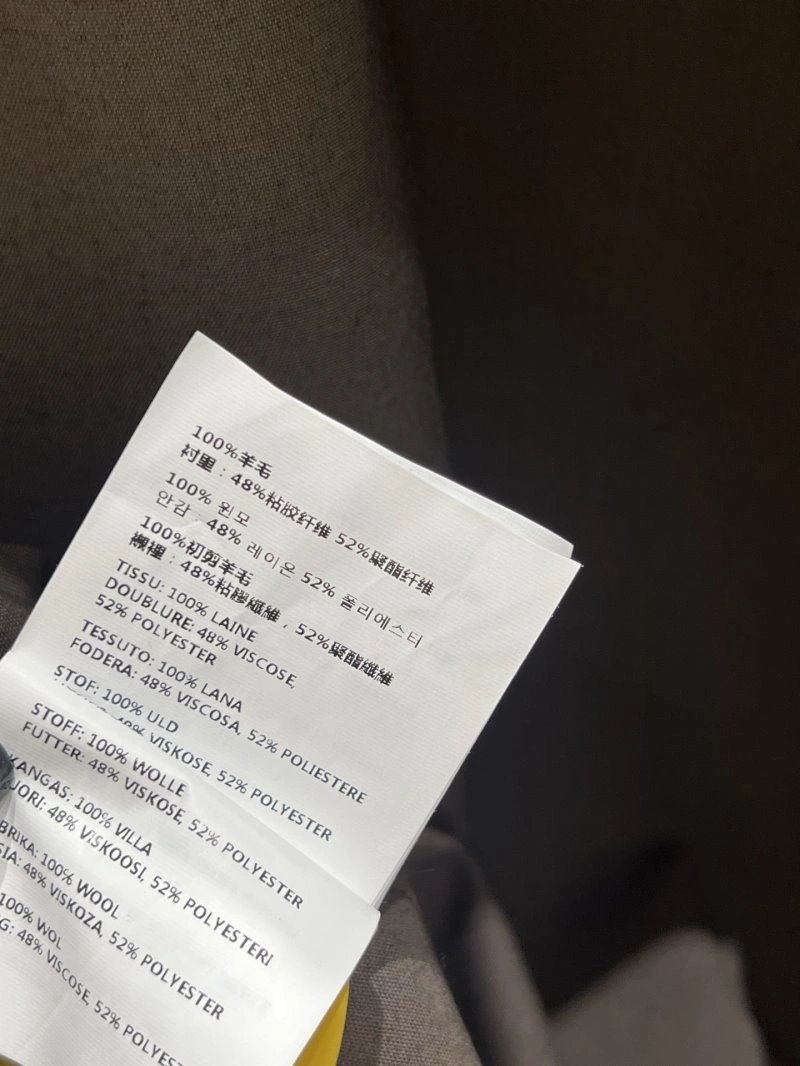 100%羊毛
衬里：48%粘胶纤维 52%聚酯纤维
100% 원모
안감 : 48% 레이온 52% 폴리에스터
100%初剪羊毛
襯裡：48%粘膠纖維，52%聚酯纖維
TISSU: 100% LAINE
DOUBLURE: 48% VISCOSE,
52% POLYESTER
TESSUTO: 100% LANA
FODERA: 48% VISCOSA, 52% POLIESTERE
STOF: 100% ULD
48% VISKOSE, 52% POLYESTER
STOFF: 100% WOLLE
FUTTER: 48% VISKOSE, 52% POLYESTER
KANGAS: 100% VILLA
UORI: 48% VISKOOSI, 52% POLYESTERI
BRIKA: 100% WOOL
SIA: 48% VISKOZA, 52% POLYESTER
100% WOL
G: 48% VISCOSE, 52% POLYES